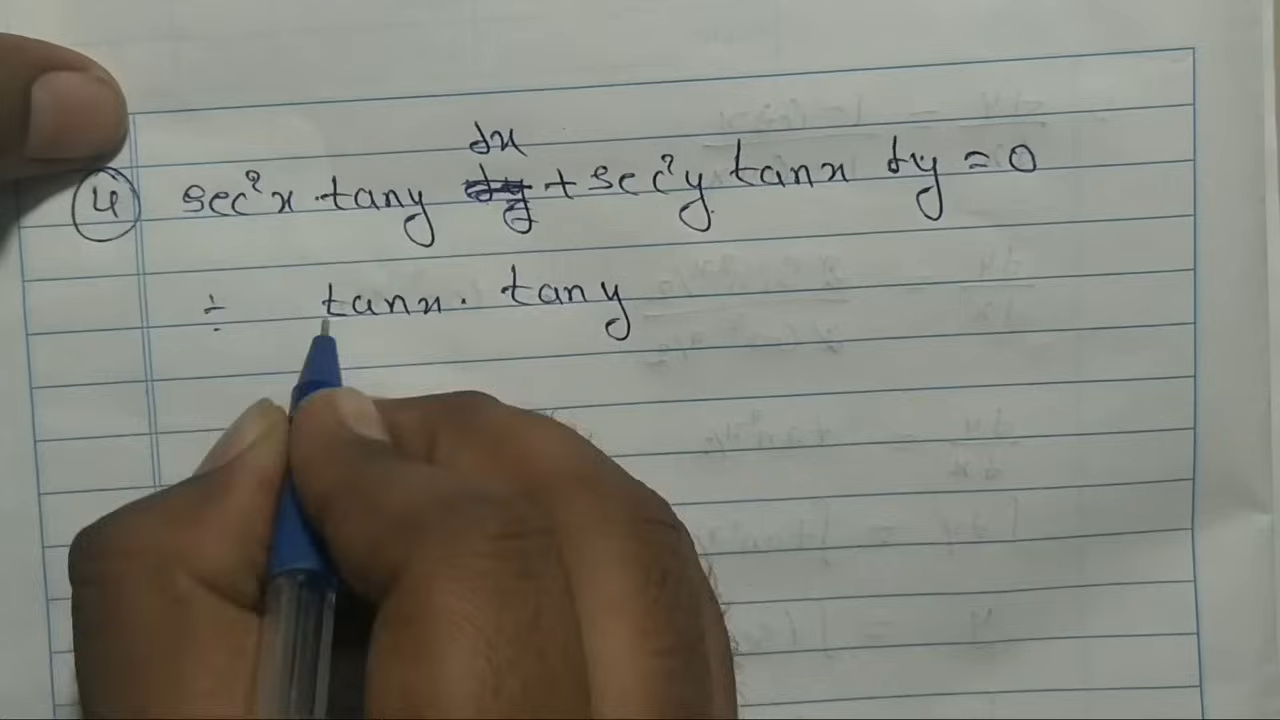 ④ sec²x · tany dx + sec²y tanx dy = 0
÷ tanx · tany